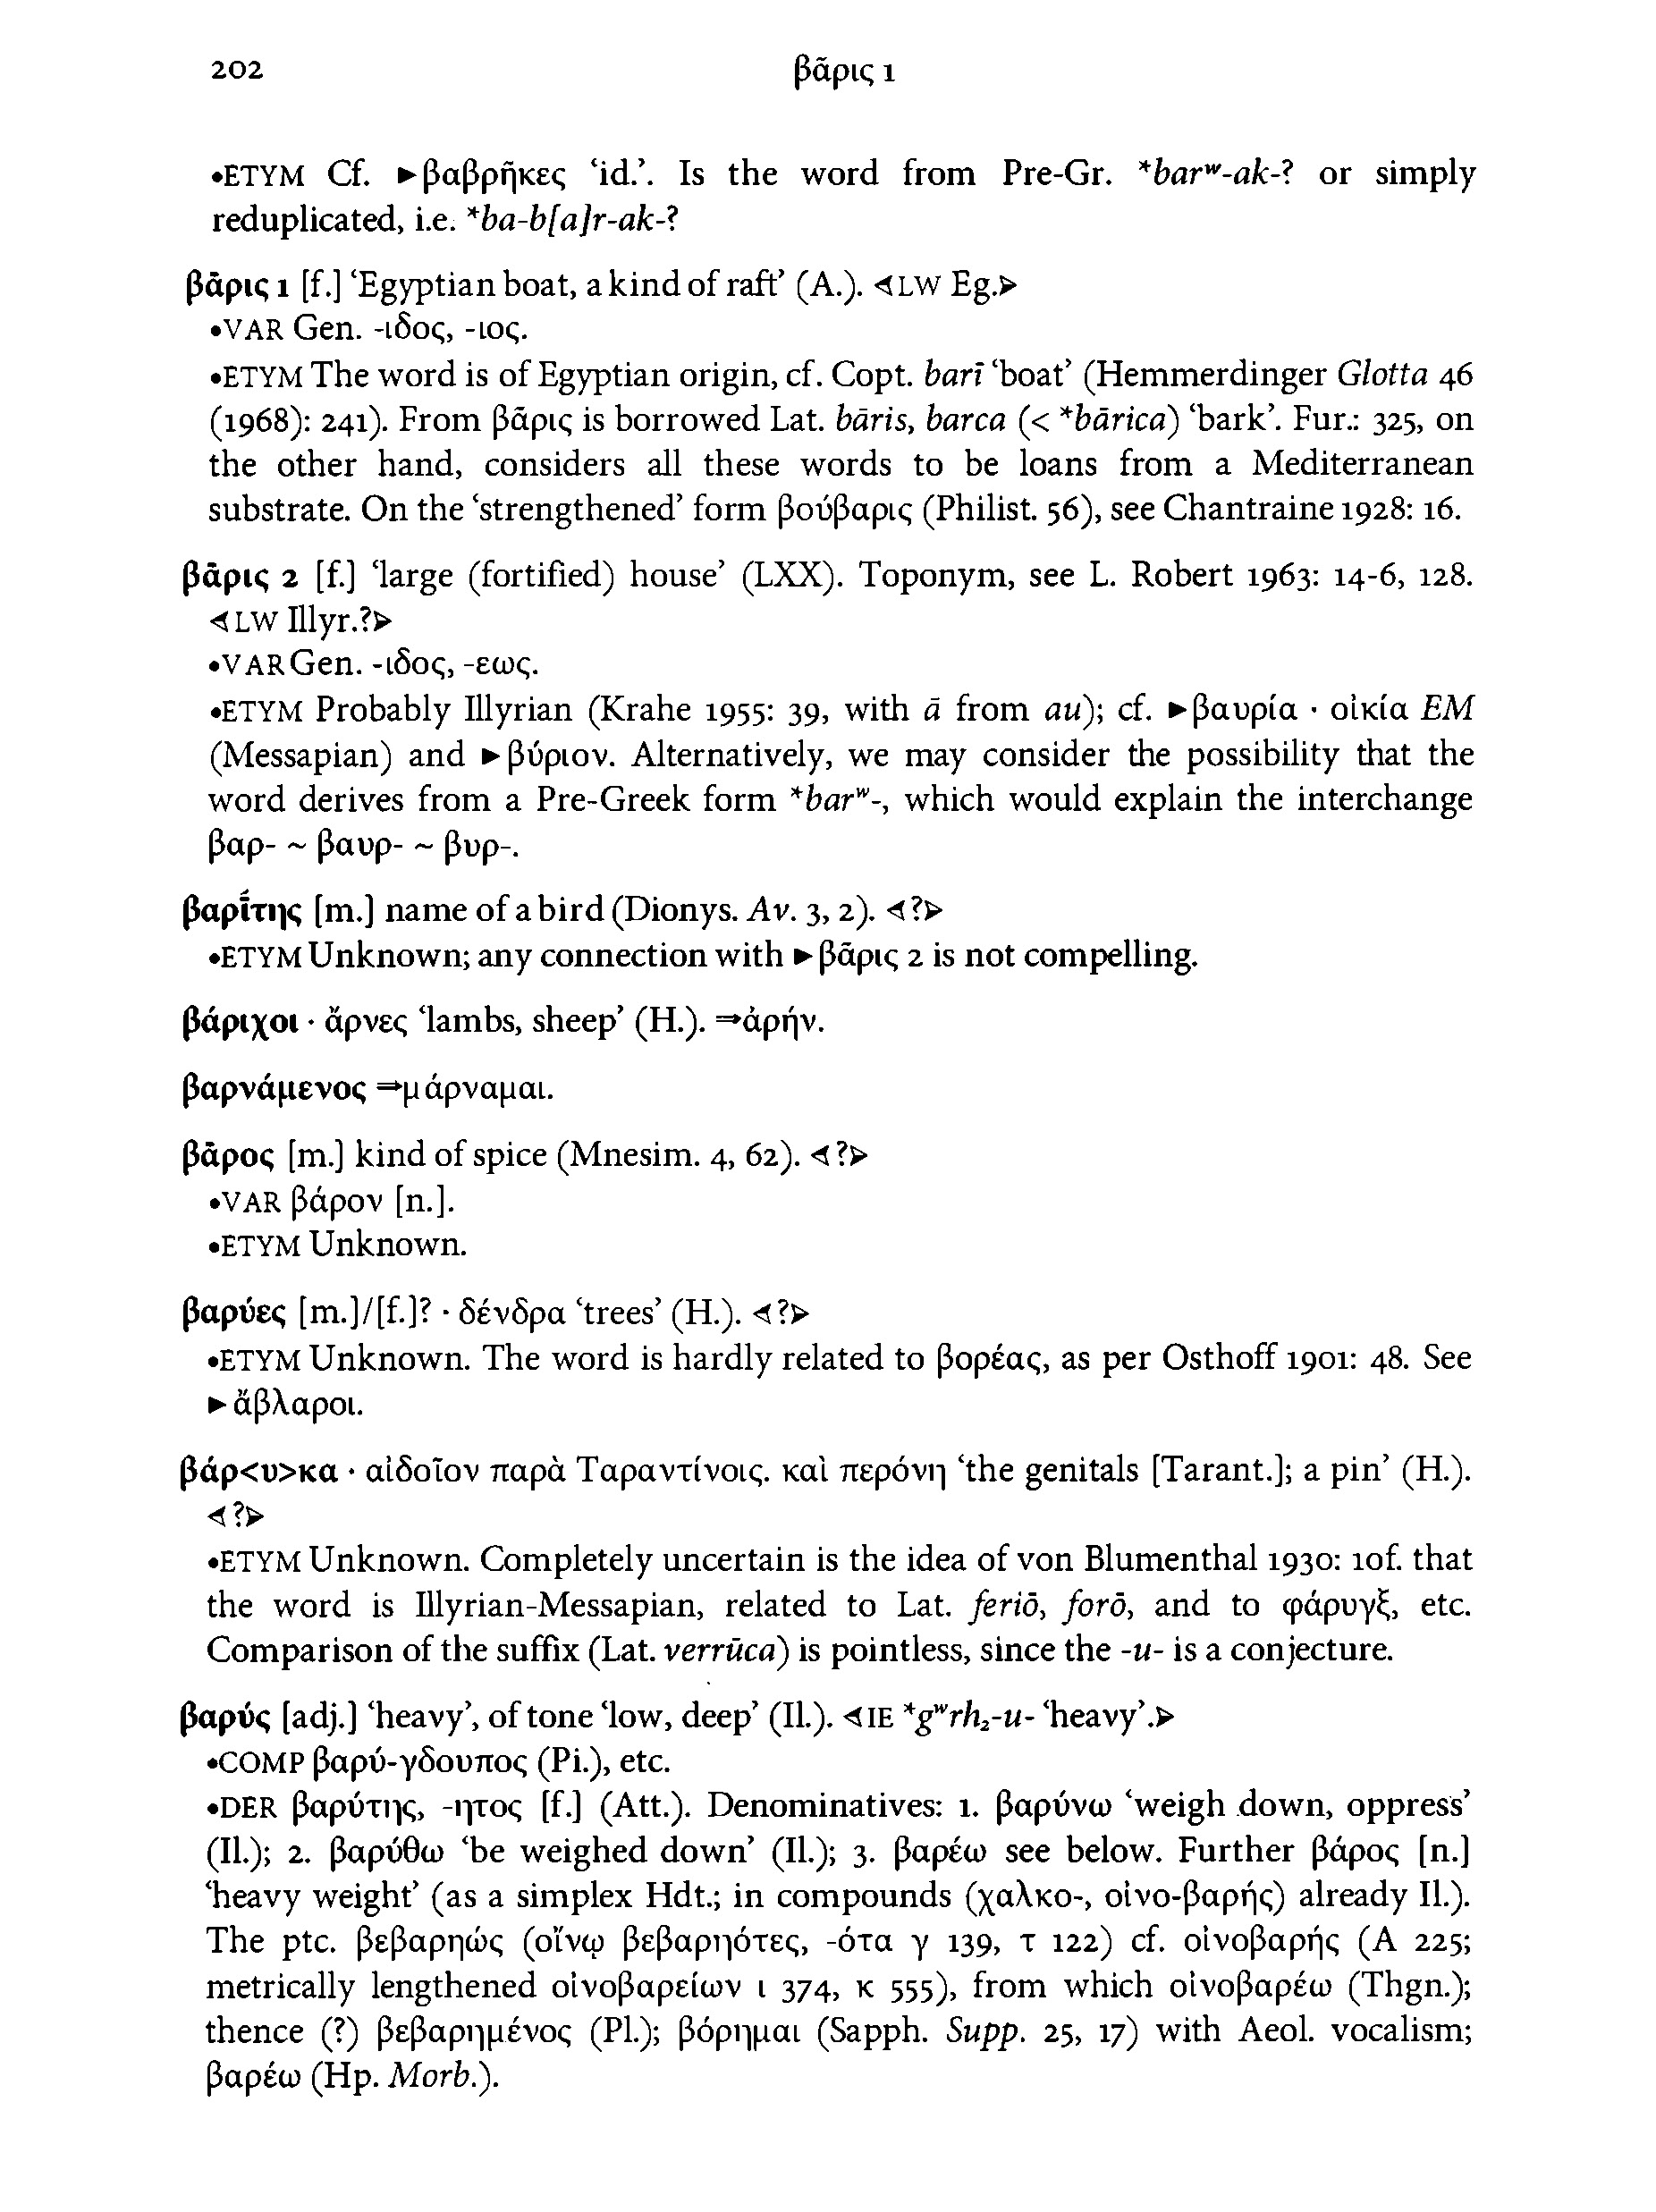 202
βᾶρις 1
•ETYM Cf. ►βαβρῆκες ‘id.’. Is the word from Pre-Gr. *barʷ-ak-? or simply
reduplicated, i.e. *ba-b[a]r-ak-?
βᾶρις 1 [f.] ‘Egyptian boat, a kind of raft’ (A.). ◄LW Eg.►
•VAR Gen. -ιδος, -ιος.
•ETYM The word is of Egyptian origin, cf. Copt. barī ‘boat’ (Hemmerdinger Glotta 46
(1968): 241). From βᾶρις is borrowed Lat. bāris, barca (< *bārica) ‘bark’. Fur.: 325, on
the other hand, considers all these words to be loans from a Mediterranean
substrate. On the ‘strengthened’ form βούβαρις (Philist. 56), see Chantraine 1928: 16.
βᾶρις 2 [f.] ‘large (fortified) house’ (LXX). Toponym, see L. Robert 1963: 14-6, 128.
◄LW Illyr.?►
•VAR Gen. -ιδος, -εως.
•ETYM Probably Illyrian (Krahe 1955: 39, with ā from au); cf. ►βαυρία · οἰκία EM
(Messapian) and ►βύριον. Alternatively, we may consider the possibility that the
word derives from a Pre-Greek form *barʷ-, which would explain the interchange
βαρ- ~ βαυρ- ~ βυρ-.
βαρί̄της [m.] name of a bird (Dionys. Av. 3, 2). ◄?►
•ETYM Unknown; any connection with ►βᾶρις 2 is not compelling.
βάριχοι · ἄρνες ‘lambs, sheep’ (H.). ⇒ἀρήν.
βαρνάμενος ⇒μάρναμαι.
βᾶρος [m.] kind of spice (Mnesim. 4, 62). ◄?►
•VAR βάρον [n.].
•ETYM Unknown.
βαρύες [m.]/[f.]? · δένδρα ‘trees’ (H.). ◄?►
•ETYM Unknown. The word is hardly related to βορέας, as per Osthoff 1901: 48. See
►ἄβλαροι.
βάρ<υ>κα · αἰδοῖον παρὰ Ταραντίνοις. καὶ περόνη ‘the genitals [Tarant.]; a pin’ (H.).
◄?►
•ETYM Unknown. Completely uncertain is the idea of von Blumenthal 1930: 10f. that
the word is Illyrian-Messapian, related to Lat. feriō, forō, and to φάρυγξ, etc.
Comparison of the suffix (Lat. verrūca) is pointless, since the -u- is a conjecture.
βαρύς [adj.] ‘heavy’, of tone ‘low, deep’ (Il.). ◄IE *gʷrh₂-u- ‘heavy’.►
•COMP βαρύ-γδουπος (Pi.), etc.
•DER βαρύτης, -ητος [f.] (Att.). Denominatives: 1. βαρύνω ‘weigh down, oppress’
(Il.); 2. βαρύθω ‘be weighed down’ (Il.); 3. βαρέω see below. Further βάρος [n.]
‘heavy weight’ (as a simplex Hdt.; in compounds (χαλκο-, οἰνο-βαρής) already Il.).
The ptc. βεβαρηώς (οἴνῳ βεβαρηότες, -ότα γ 139, τ 122) cf. οἰνοβαρής (A 225;
metrically lengthened οἰνοβαρείων ι 374, κ 555), from which οἰνοβαρέω (Thgn.);
thence (?) βεβαρημένος (Pl.); βόρημαι (Sapph. Supp. 25, 17) with Aeol. vocalism;
βαρέω (Hp. Morb.).